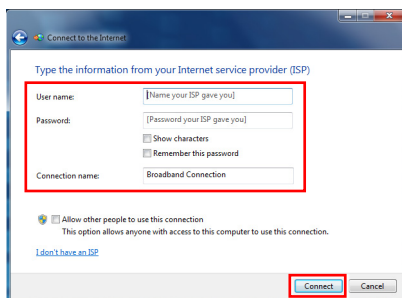 Connect to the Internet
Type the information from your Internet service provider (ISP)
User name: [Name your ISP gave you]
Password: [Password your ISP gave you]
Show characters
Remember this password
Connection name: Broadband Connection
Allow other people to use this connection
This option allows anyone with access to this computer to use this connection.
I don't have an ISP
Connect Cancel